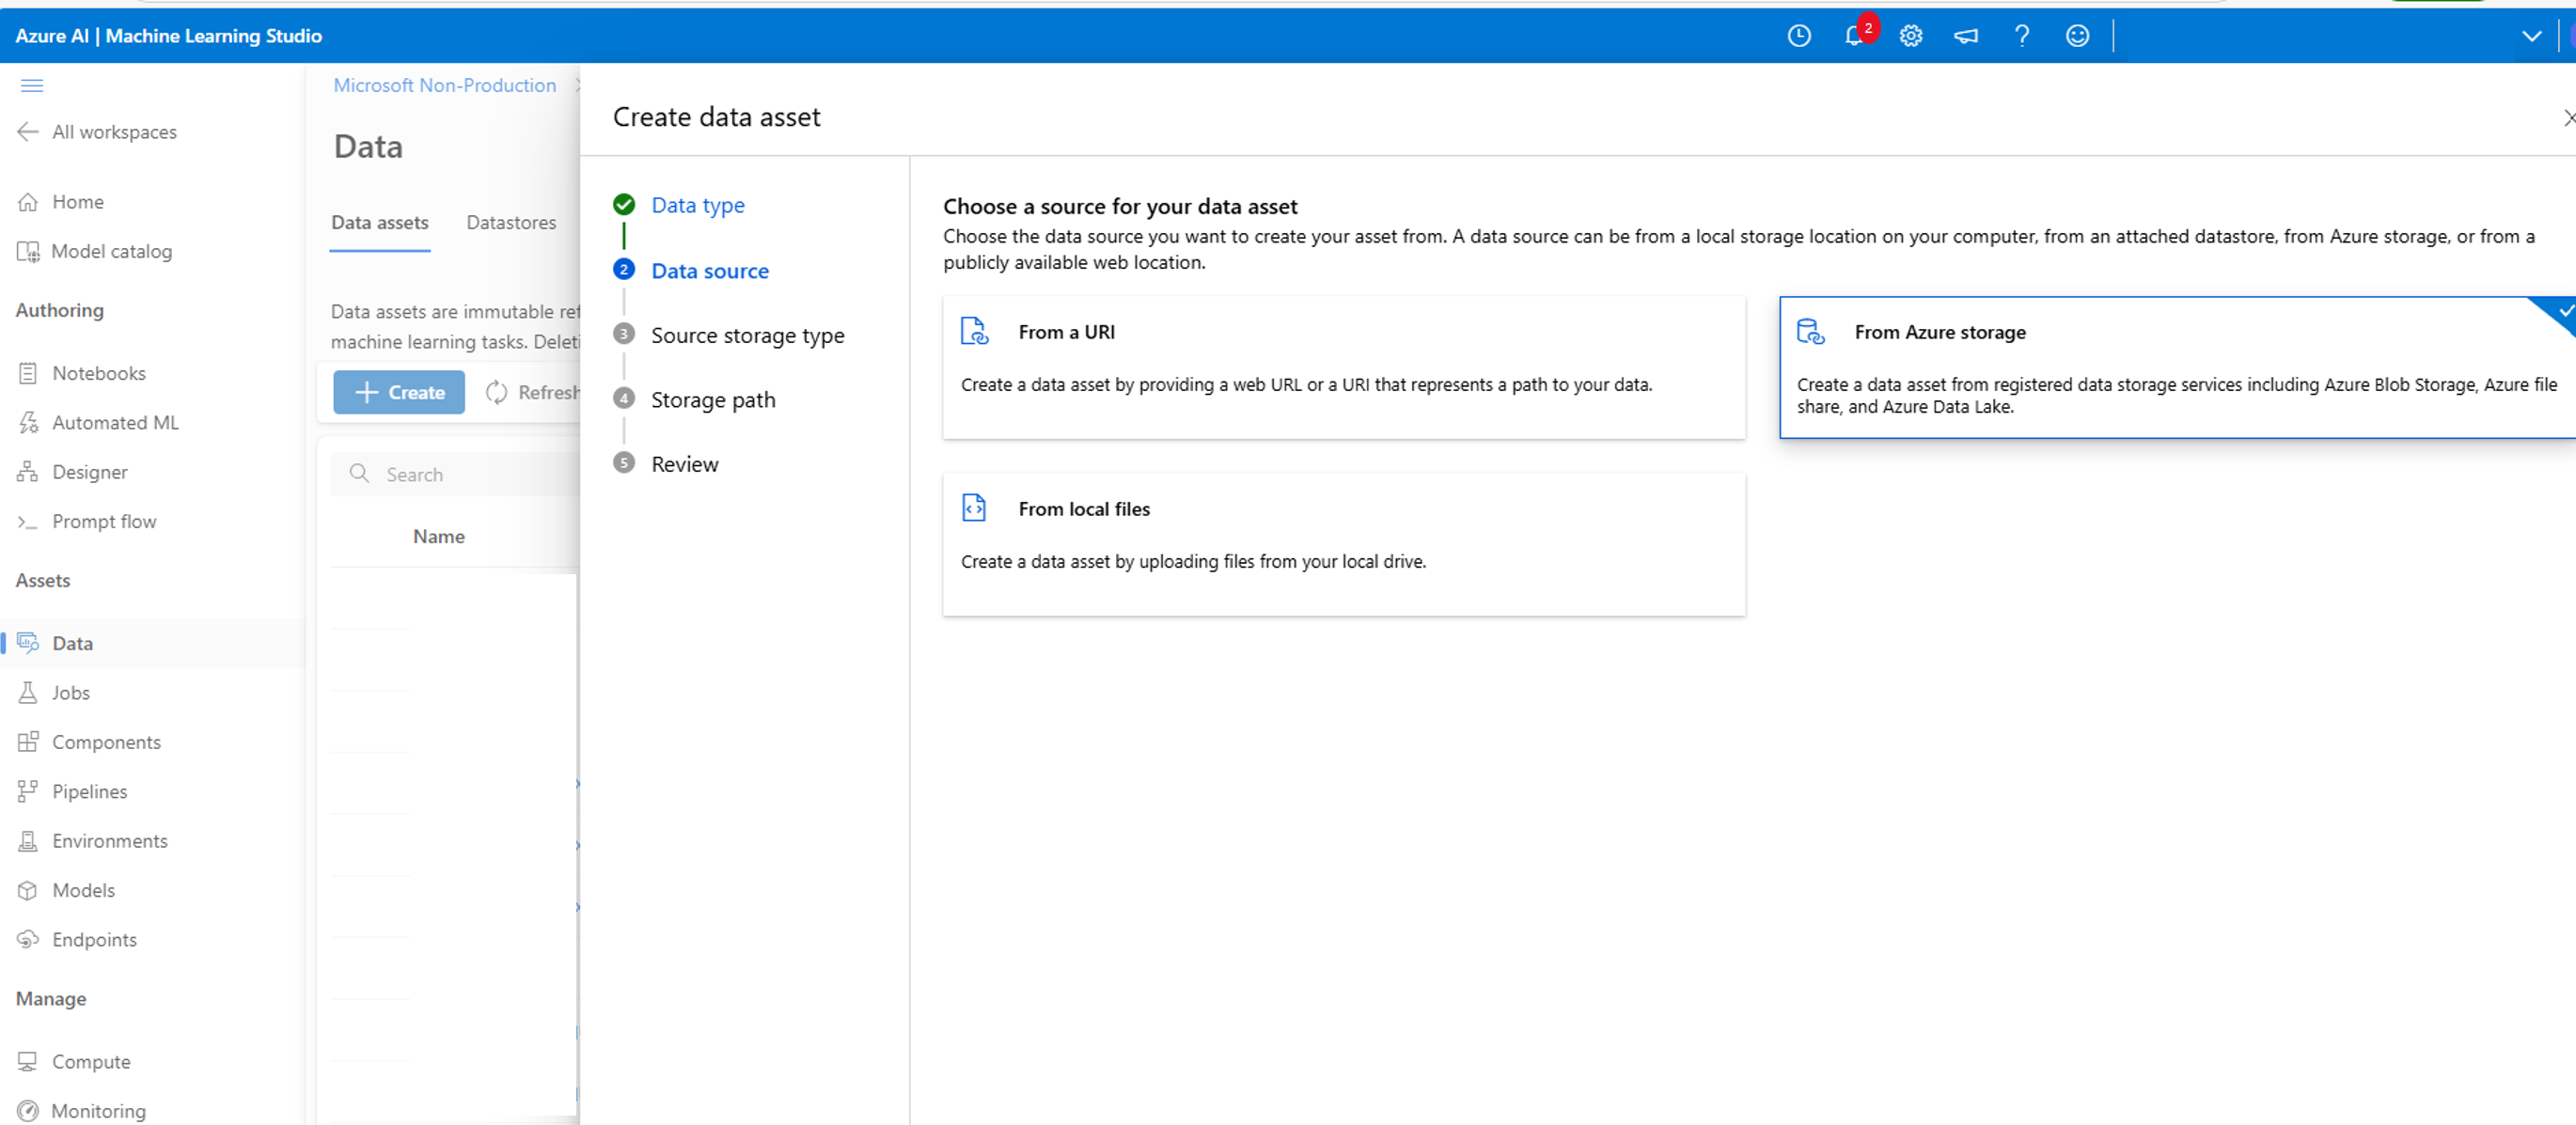 Azure AI | Machine Learning Studio
2
All workspaces
Home
Model catalog
Authoring
Notebooks
Automated ML
Designer
Prompt flow
Assets
Data
Jobs
Components
Pipelines
Environments
Models
Endpoints
Manage
Compute
Monitoring
Microsoft Non-Production
Data
Data assets Datastores
Data assets are immutable ref
machine learning tasks. Deleti
Create Refresh
Search
Name
Create data asset
Data type
2 Data source
3 Source storage type
4 Storage path
5 Review
Choose a source for your data asset
Choose the data source you want to create your asset from. A data source can be from a local storage location on your computer, from an attached datastore, from Azure storage, or from a
publicly available web location.
From a URI
Create a data asset by providing a web URL or a URI that represents a path to your data.
From Azure storage
Create a data asset from registered data storage services including Azure Blob Storage, Azure file
share, and Azure Data Lake.
From local files
Create a data asset by uploading files from your local drive.